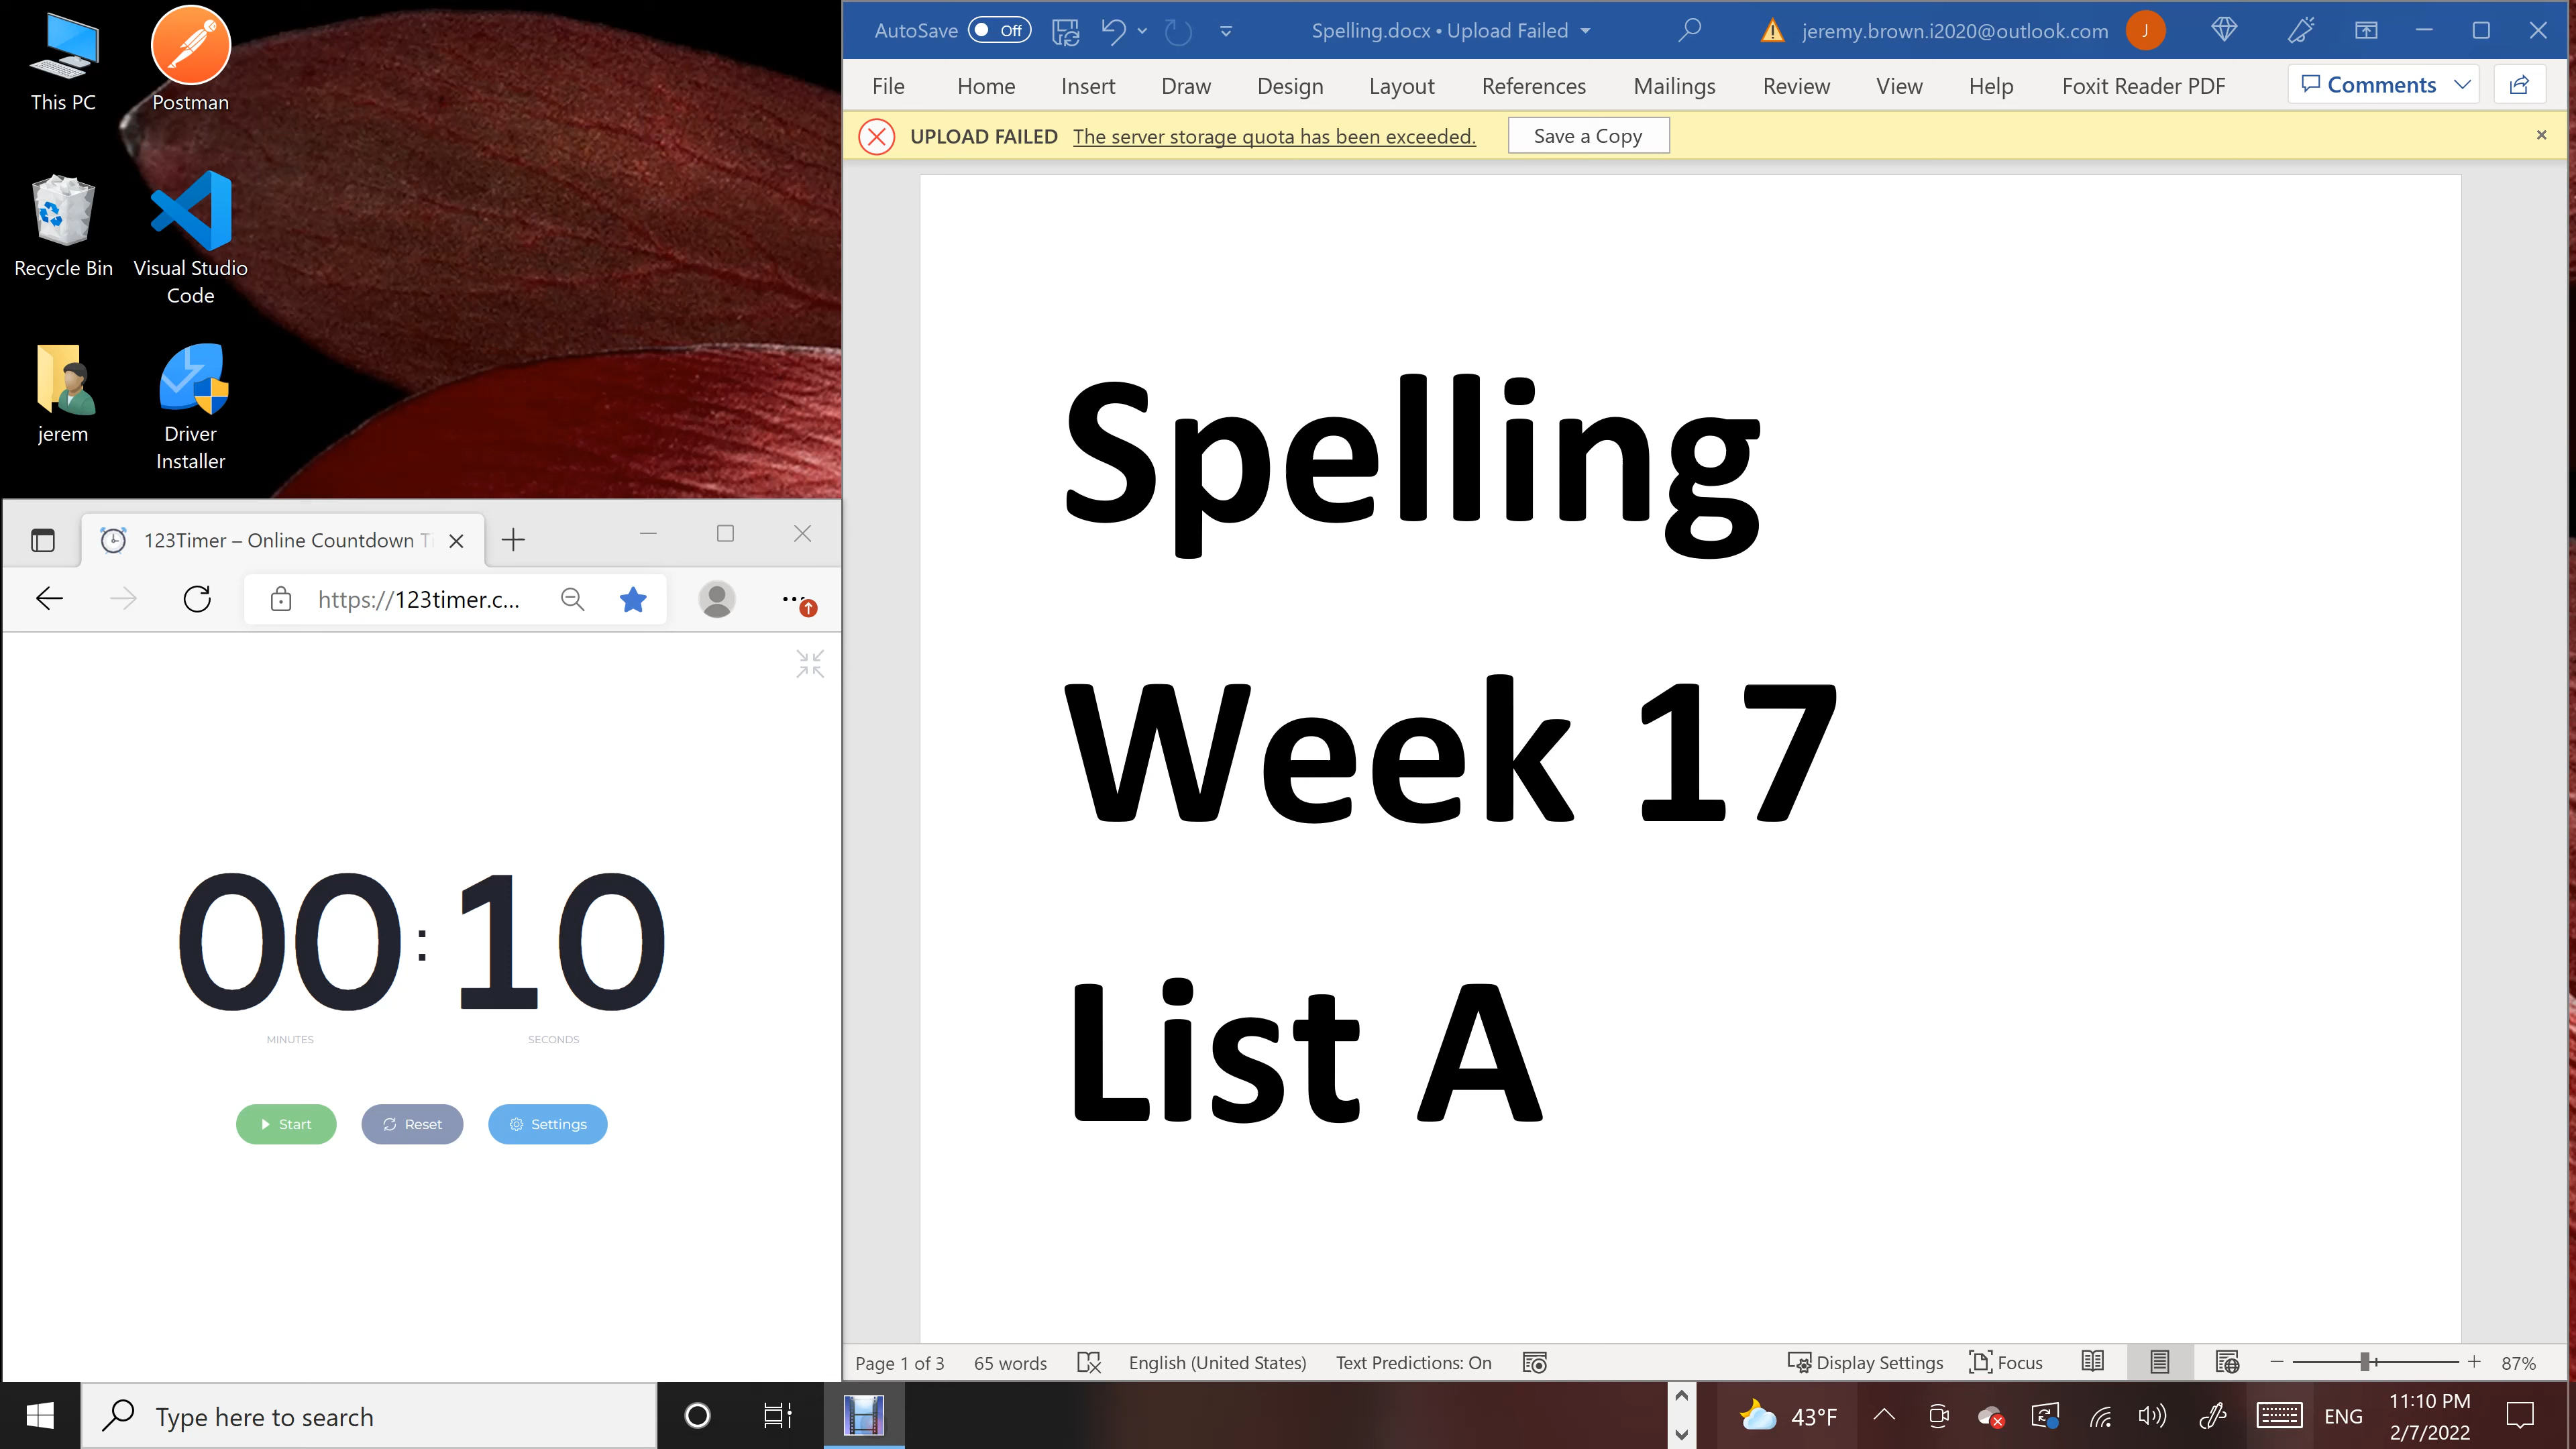 This PC
Postman
Recycle Bin
Visual Studio
Code
jerem
Driver
Installer
AutoSave Off
Spelling.docx • Upload Failed
jeremy.brown.i2020@outlook.com
J
File Home Insert Draw Design Layout References Mailings Review View Help Foxit Reader PDF Comments
UPLOAD FAILED The server storage quota has been exceeded. Save a Copy
Spelling
Week 17
List A
Page 1 of 3 65 words English (United States) Text Predictions: On Display Settings Focus 87%
123Timer – Online Countdown
https://123timer.c...
00:10
MINUTES SECONDS
Start Reset Settings
Type here to search
43°F
ENG
11:10 PM
2/7/2022